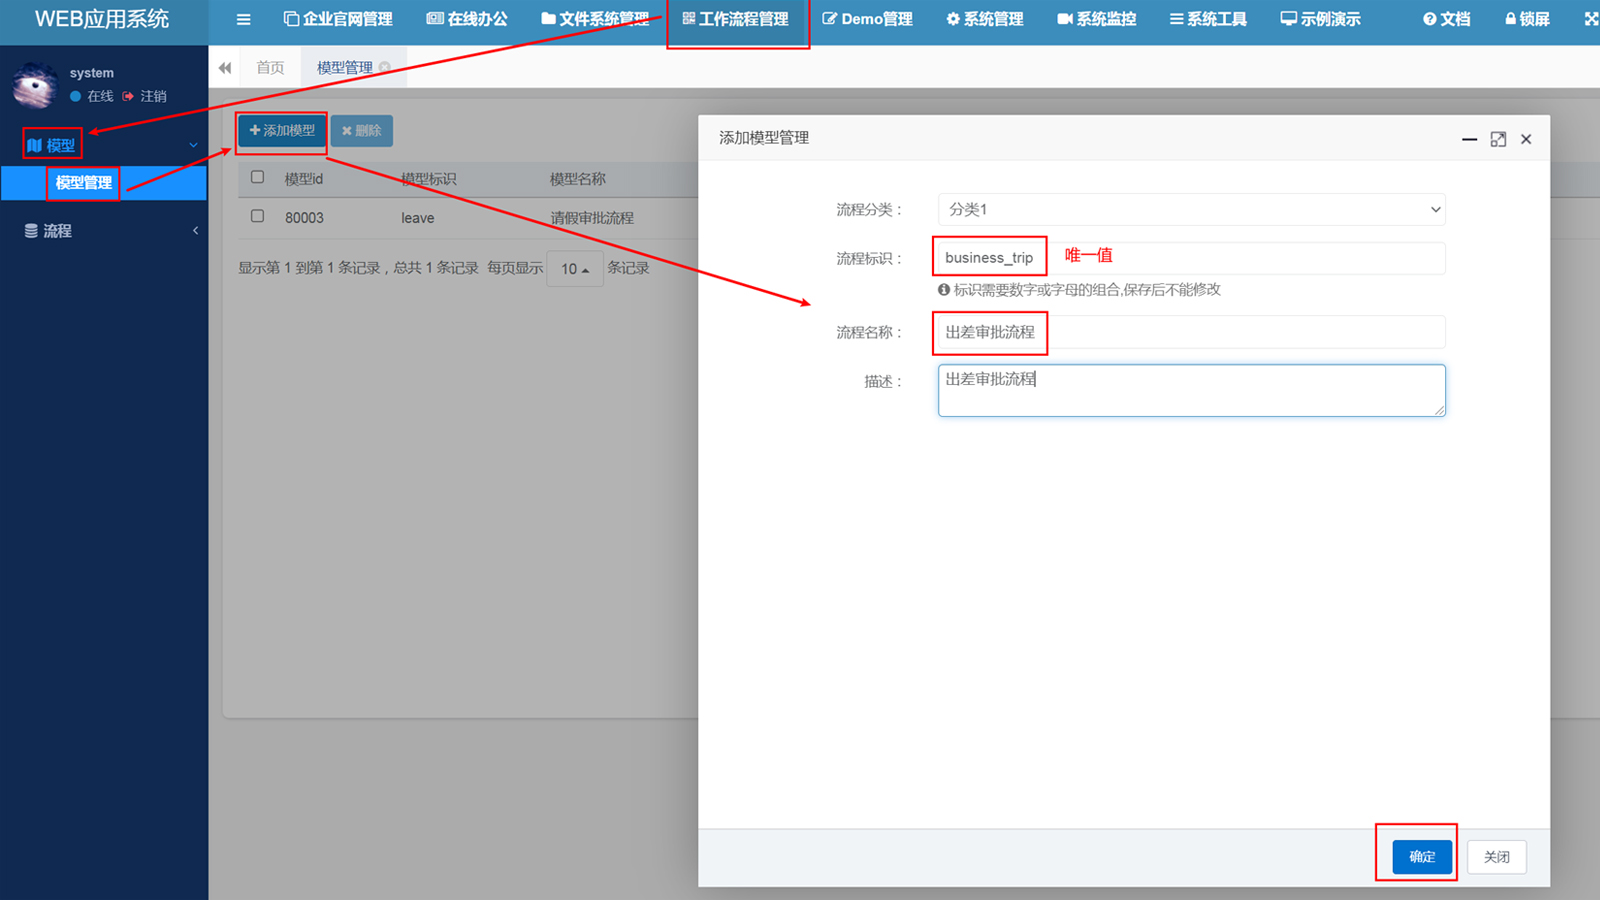 WEB应用系统
企业官网管理 在线办公 文件系统管理 工作流程管理 Demo管理 系统管理 系统监控 系统工具 示例演示 文档 锁屏
system
在线 注销
首页 模型管理
模型
模型管理
流程
添加模型 删除
模型id 模型标识 模型名称
80003 leave 请假审批流程
显示第 1 到第 1 条记录，总共 1 条记录 每页显示 10 条记录
添加模型管理
流程分类： 分类1
流程标识： business_trip 唯一值
标识需要数字或字母的组合,保存后不能修改
流程名称： 出差审批流程
描述： 出差审批流程
确定 关闭